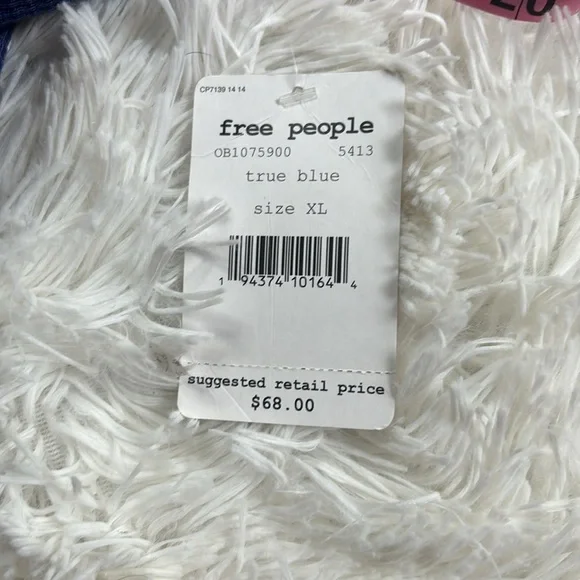 CP7139 14 14
free people
OB1075900 5413
true blue
size XL
1 94374 10164 4
suggested retail price
$68.00